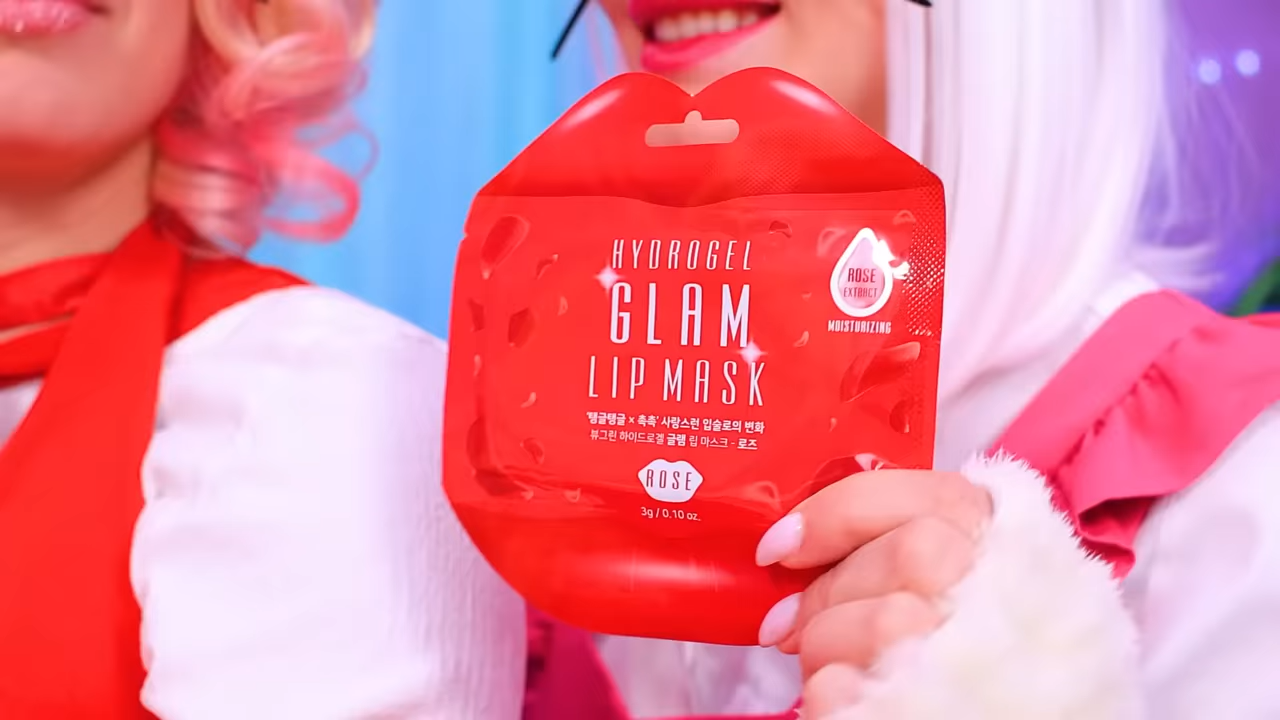 HYDROGEL
GLAM
LIP MASK
'탱글탱글 × 촉촉' 사랑스런 입술로의 변화
뷰그린 하이드로겔 글램 립 마스크 - 로즈
ROSE
3g / 0.10 oz.
ROSE
EXTRACT
MOISTURIZING